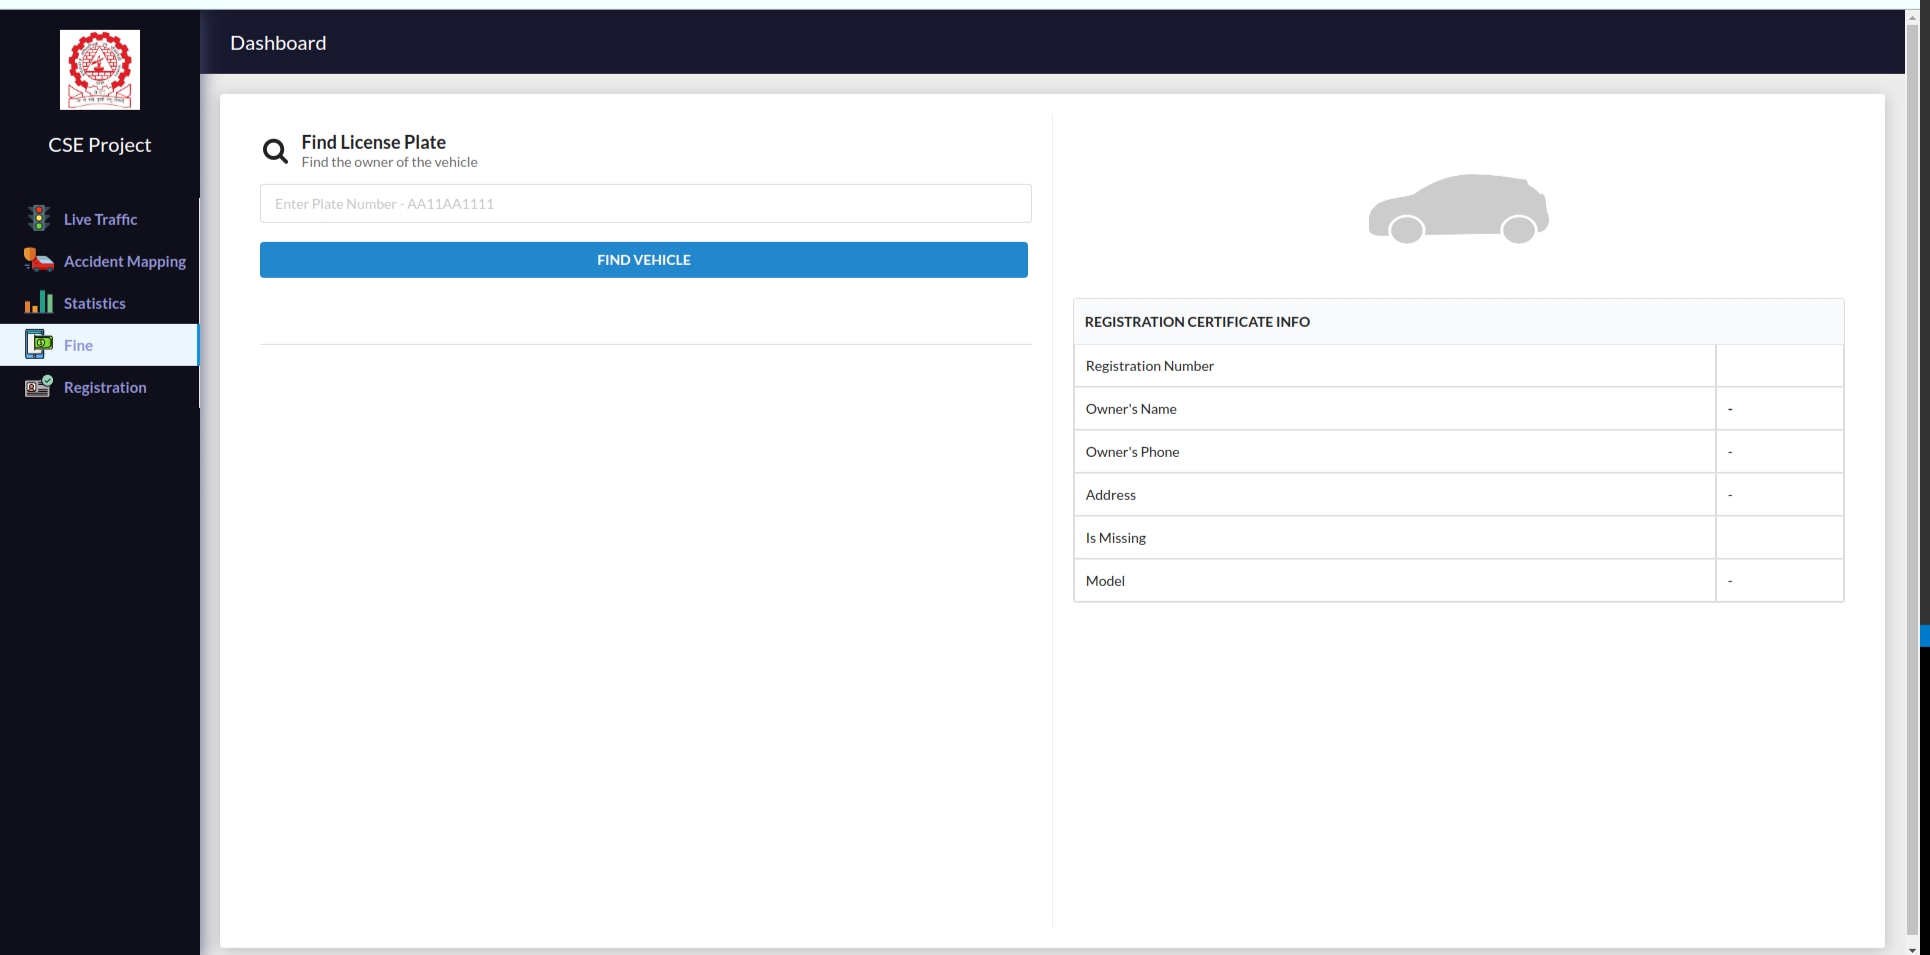 Dashboard
CSE Project
Live Traffic
Accident Mapping
Statistics
Fine
Registration
Find License Plate
Find the owner of the vehicle
Enter Plate Number - AA11AA1111
FIND VEHICLE
REGISTRATION CERTIFICATE INFO
Registration Number
Owner's Name -
Owner's Phone -
Address -
Is Missing
Model -